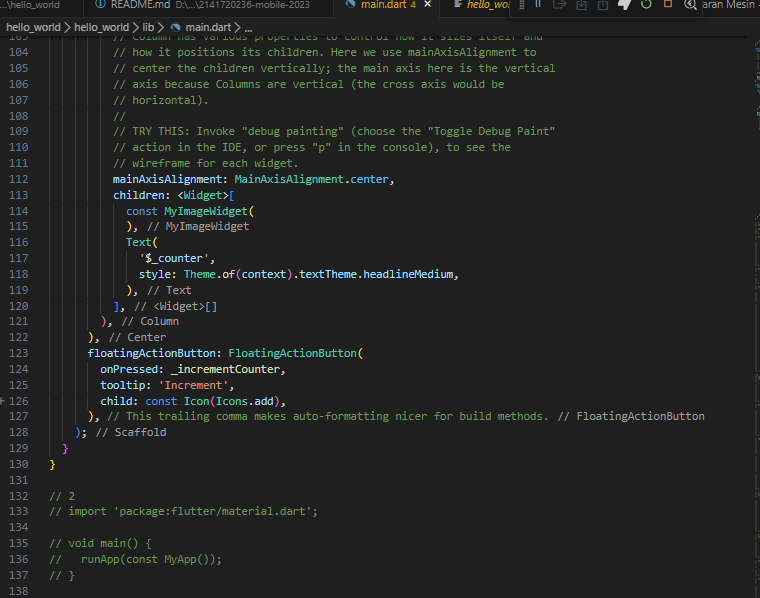 ...\hello_world
README.md D:\...\2141720236-mobile-2023
main.dart 4
hello_wo
aran Mesin
hello_world > hello_world > lib > main.dart > ...
103 // Column has various properties to control how it sizes itself and
104 // how it positions its children. Here we use mainAxisAlignment to
105 // center the children vertically; the main axis here is the vertical
106 // axis because Columns are vertical (the cross axis would be
107 // horizontal).
108 //
109 // TRY THIS: Invoke "debug painting" (choose the "Toggle Debug Paint"
110 // action in the IDE, or press "p" in the console), to see the
111 // wireframe for each widget.
112 mainAxisAlignment: MainAxisAlignment.center,
113 children: <Widget>[
114 const MyImageWidget(
115 ), // MyImageWidget
116 Text(
117 '$_counter',
118 style: Theme.of(context).textTheme.headlineMedium,
119 ), // Text
120 ], // <Widget>[]
121 ), // Column
122 ), // Center
123 floatingActionButton: FloatingActionButton(
124 onPressed: _incrementCounter,
125 tooltip: 'Increment',
126 child: const Icon(Icons.add),
127 ), // This trailing comma makes auto-formatting nicer for build methods. // FloatingActionButton
128 ); // Scaffold
129 }
130 }
131
132 // 2
133 // import 'package:flutter/material.dart';
134
135 // void main() {
136 //   runApp(const MyApp());
137 // }
138